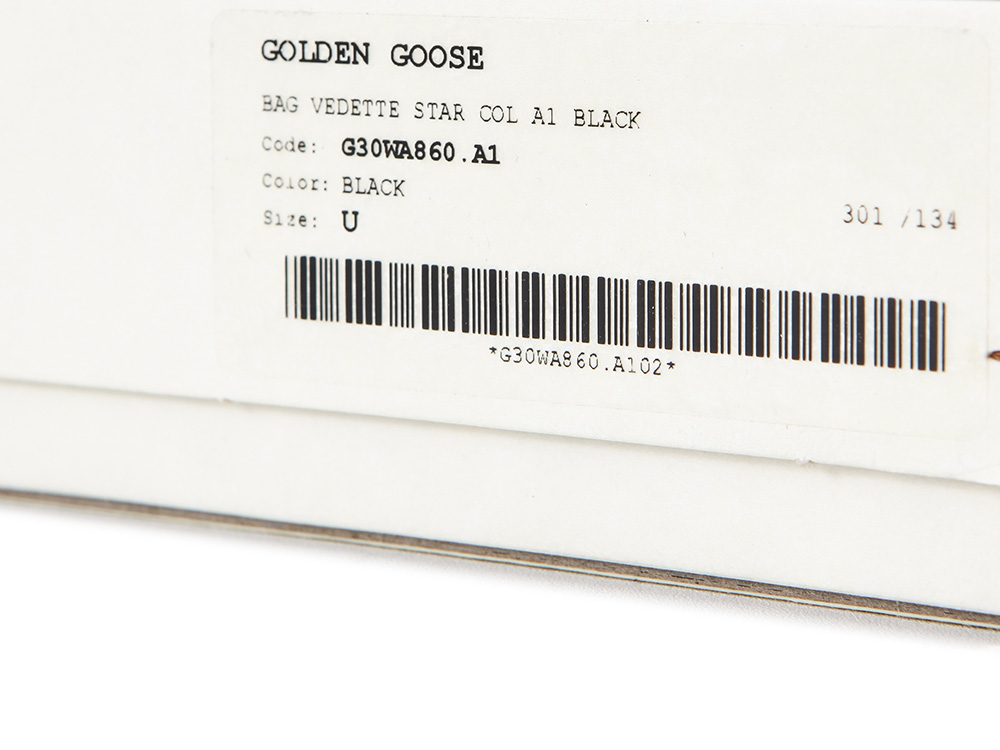 GOLDEN GOOSE
BAG VEDETTE STAR COL A1 BLACK
Code: G30WA860.A1
Color: BLACK
Size: U
301 /134
*G30WA860.A102*